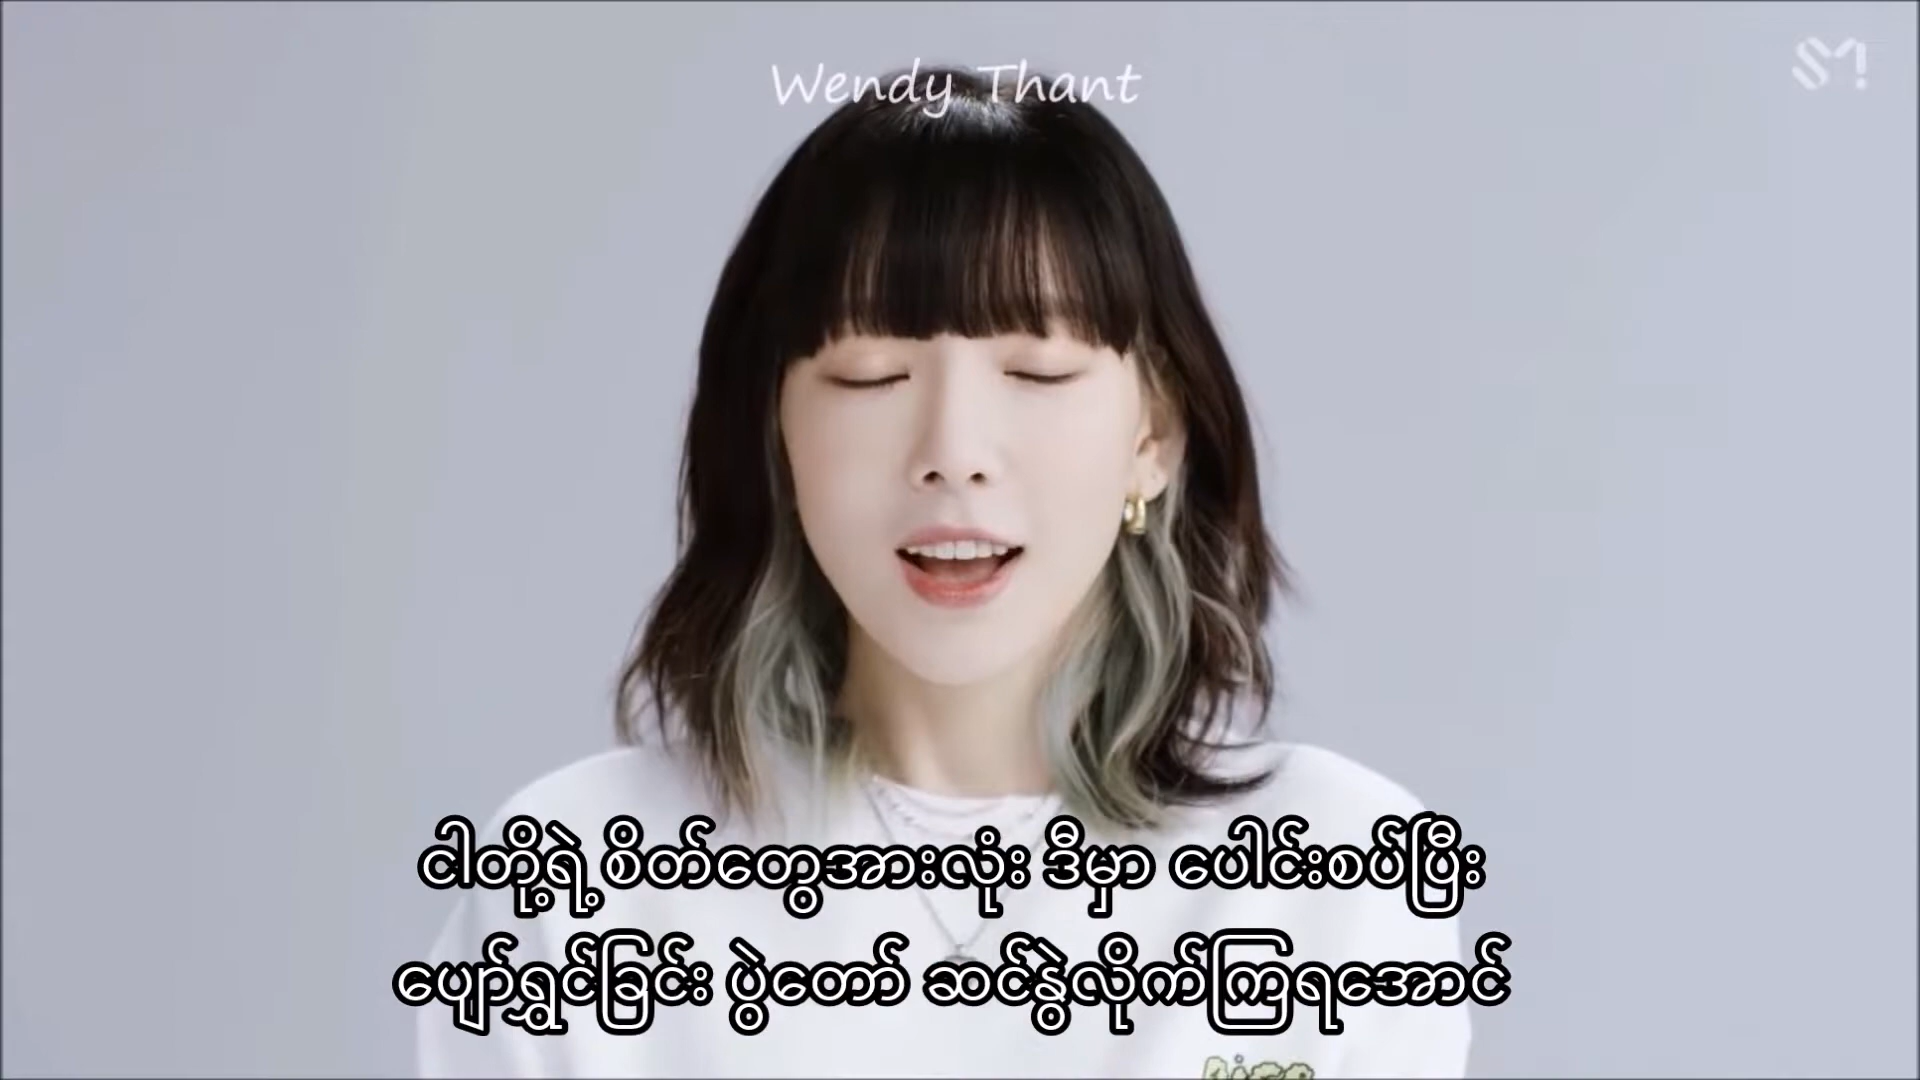 Wendy Thant
SM!
ငါတို့ရဲ့ စိတ်တွေအားလုံး ဒီမှာ ပေါင်းစပ်ပြီး
ပျော်ရွှင်ခြင်း ပွဲတော် ဆင်နွဲလိုက်ကြရအောင်